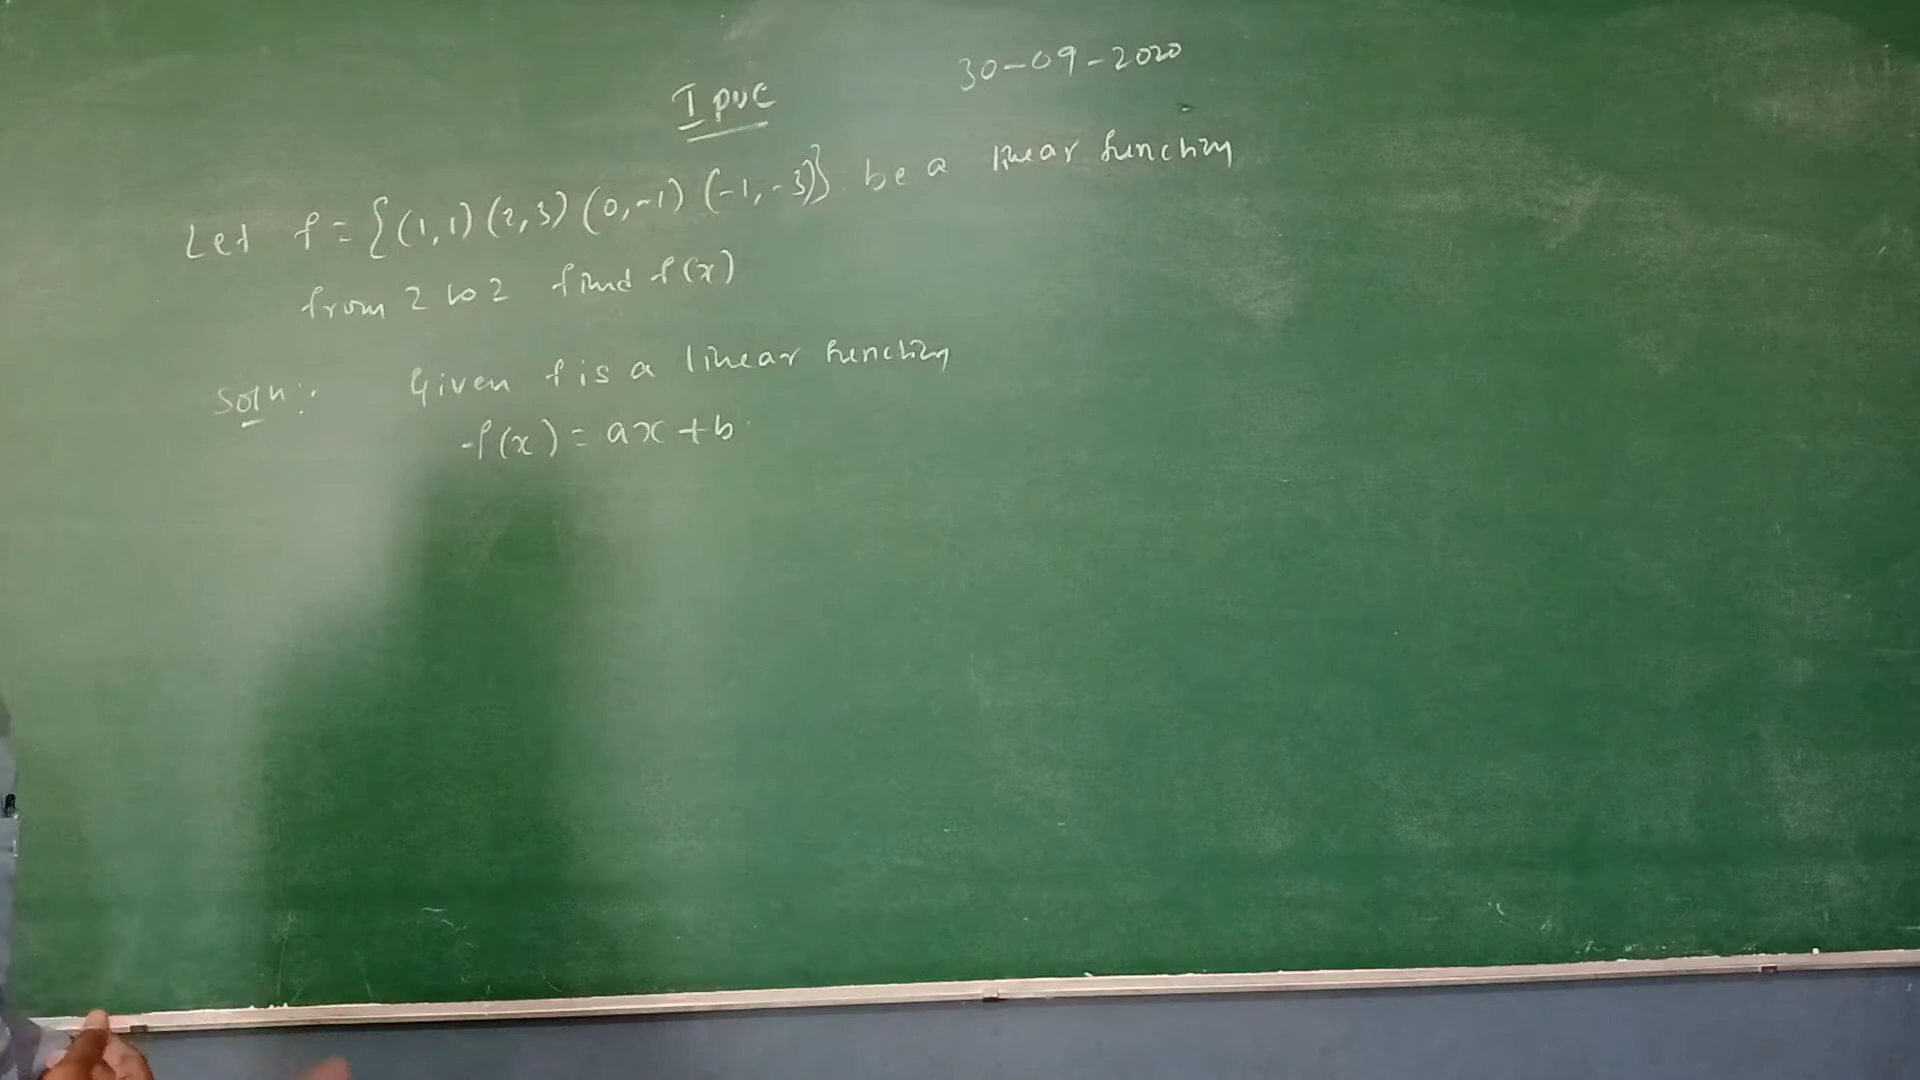 I PUC
30-09-2020
Let f = {(1,1) (2,3) (0,-1) (-1,-3)} be a linear function
from Z to Z find f(x)
Soln:- Given f is a linear function
f(x) = ax + b